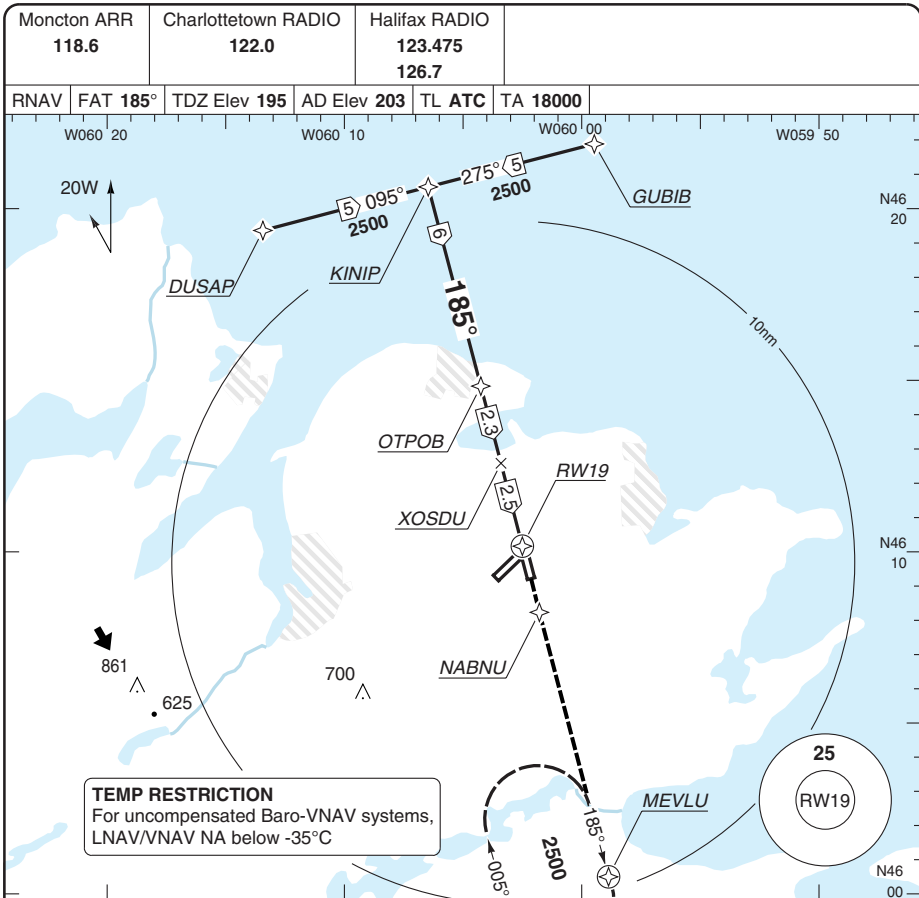 Moncton ARR
118.6
Charlottetown RADIO
122.0
Halifax RADIO
123.475
126.7
RNAV FAT 185° TDZ Elev 195 AD Elev 203 TL ATC TA 18000
W060 20
W060 10
W060 00
W059 50
20W
5 095°
2500
275° 5
2500
GUBIB
N46
20
DUSAP
KINIP
6
185°
10nm
OTPOB
2.3
XOSDU
2.5
RW19
N46
10
NABNU
861
625
700
TEMP RESTRICTION
For uncompensated Baro-VNAV systems,
LNAV/VNAV NA below -35°C
005°
2500
185°
MEVLU
25
RW19
N46
00